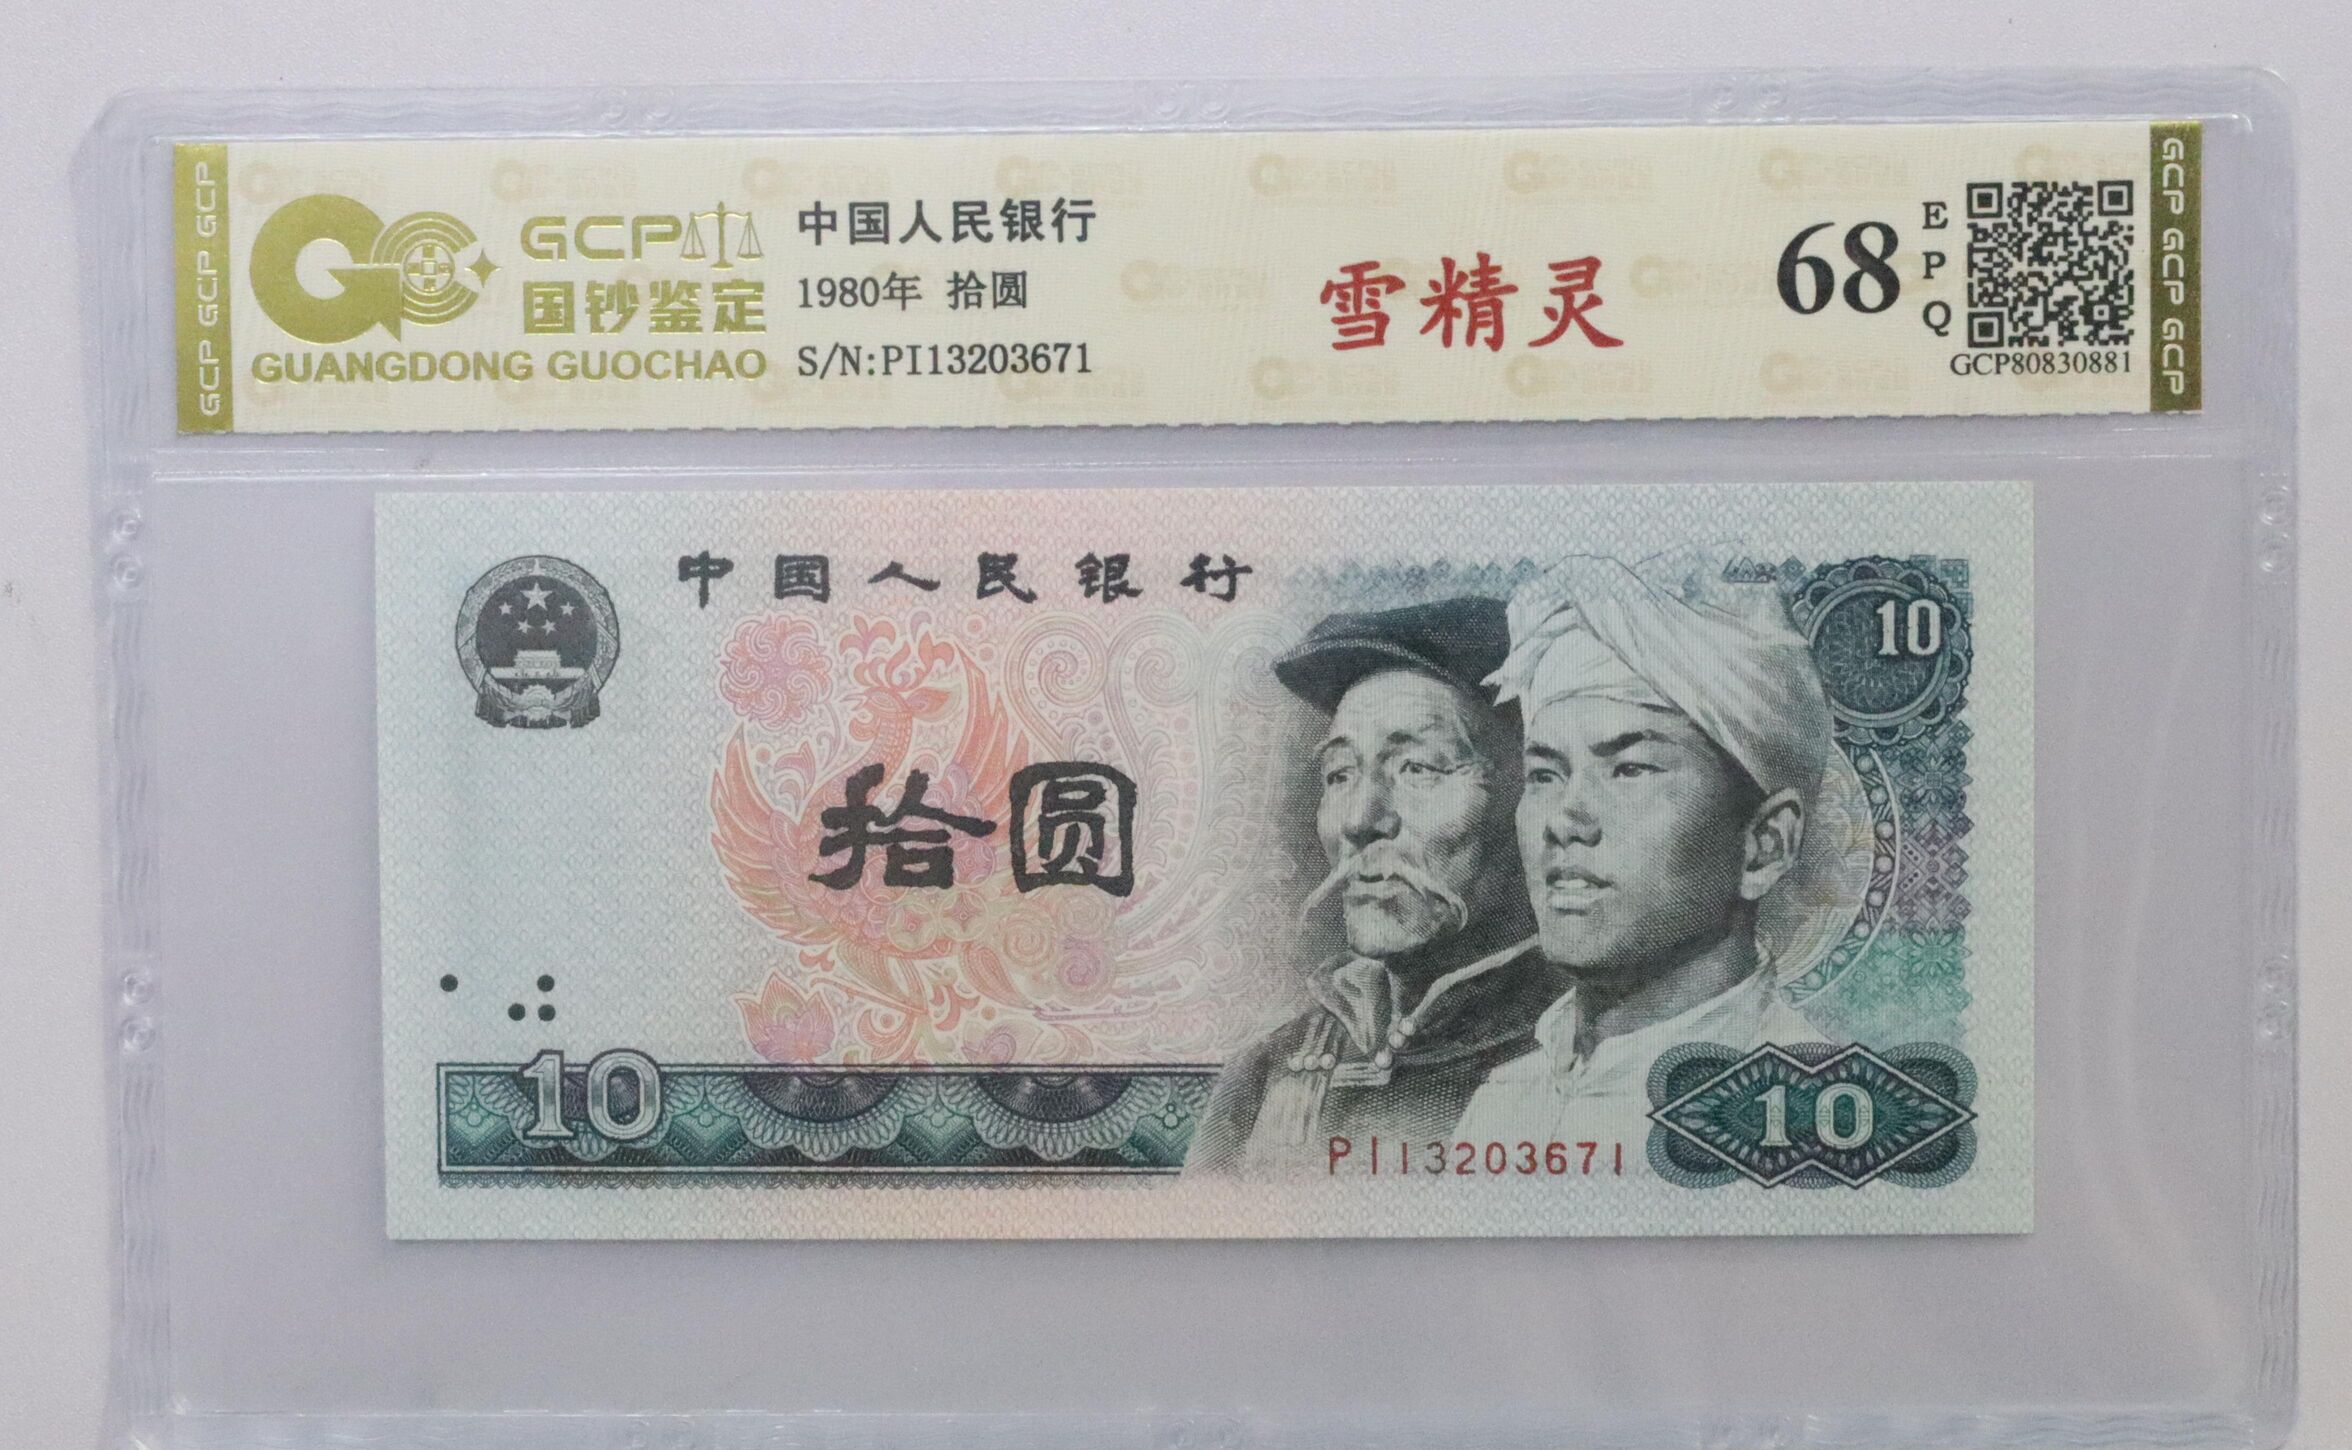 GCP GCP GCP
GCP
国钞鉴定
GUANGDONG GUOCHAO
中国人民银行
1980年 拾圆
S/N:PI13203671
雪精灵
68
EPQ
GCP80830881
GCP GCP GCP
中国人民银行
10
拾圆
10
PI13203671
10